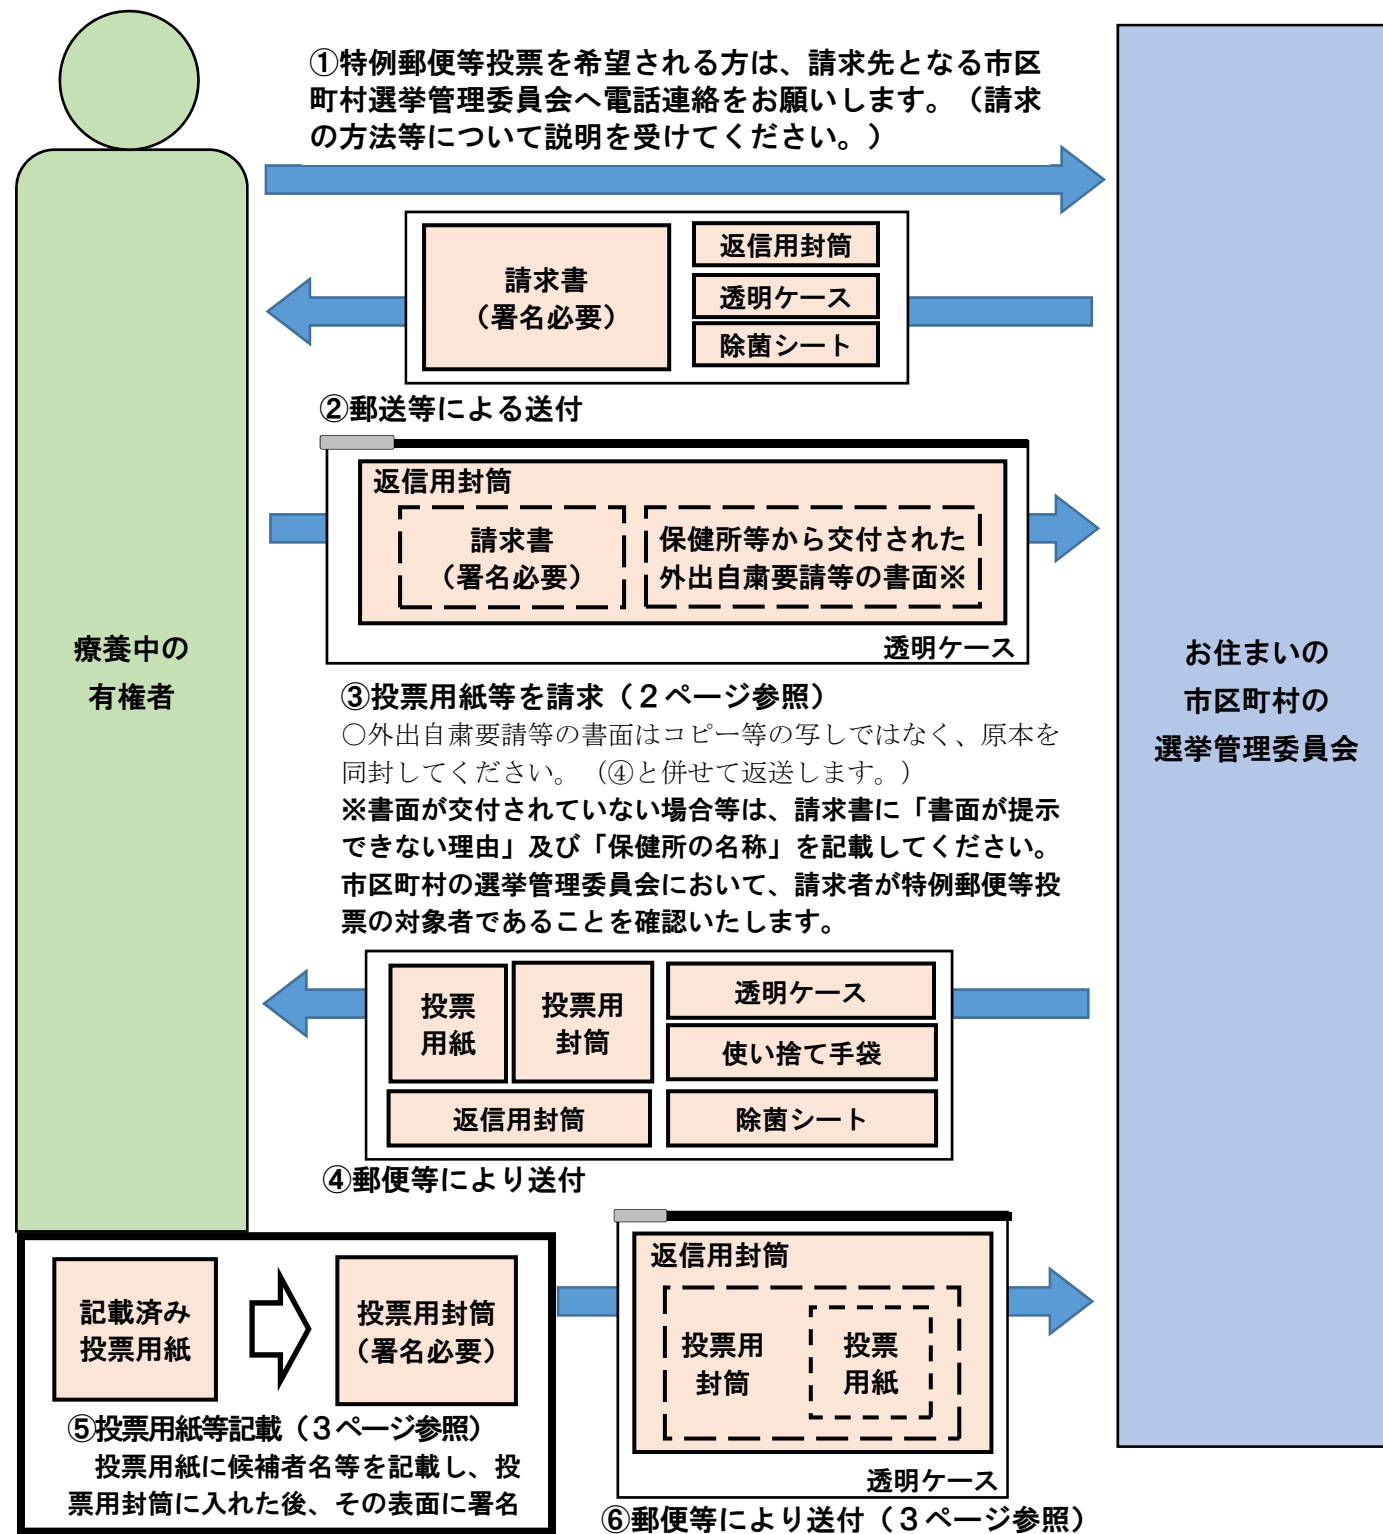 ①特例郵便等投票を希望される方は、請求先となる市区
町村選挙管理委員会へ電話連絡をお願いします。（請求
の方法等について説明を受けてください。）
請求書
（署名必要）
返信用封筒
透明ケース
除菌シート
②郵送等による送付
返信用封筒
請求書
（署名必要）
保健所等から交付された
外出自粛要請等の書面※
透明ケース
療養中の
有権者
お住まいの
市区町村の
選挙管理委員会
③投票用紙等を請求（２ページ参照）
○外出自粛要請等の書面はコピー等の写しではなく、原本を
同封してください。（④と併せて返送します。）
※書面が交付されていない場合等は、請求書に「書面が提示
できない理由」及び「保健所の名称」を記載してください。
市区町村の選挙管理委員会において、請求者が特例郵便等投
票の対象者であることを確認いたします。
投票
用紙
投票用
封筒
透明ケース
使い捨て手袋
返信用封筒
除菌シート
④郵便等により送付
記載済み
投票用紙
投票用封筒
（署名必要）
⑤投票用紙等記載（３ページ参照）
投票用紙に候補者名等を記載し、投
票用封筒に入れた後、その表面に署名
返信用封筒
投票用
封筒
投票
用紙
透明ケース
⑥郵便等により送付（３ページ参照）